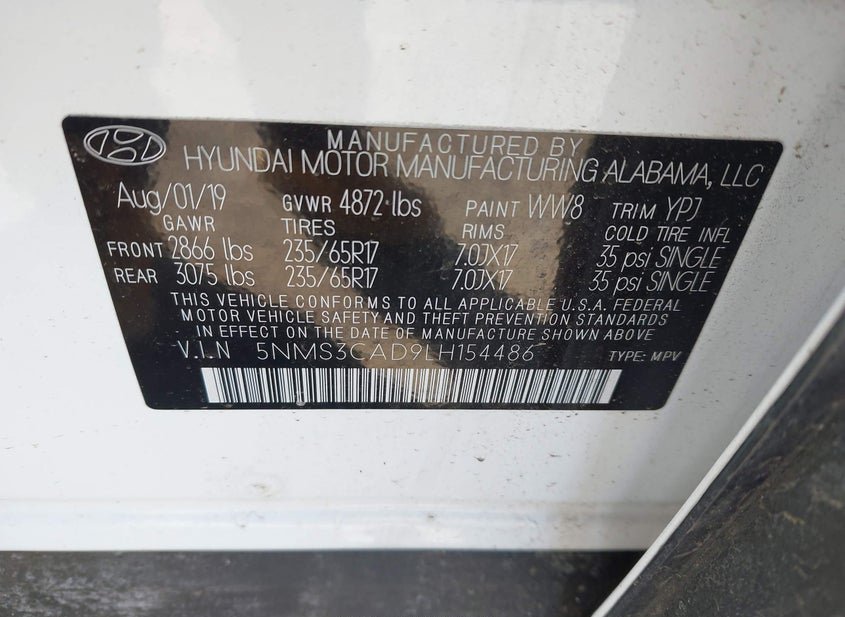 MANUFACTURED BY
HYUNDAI MOTOR MANUFACTURING ALABAMA, LLC
Aug/01/19 GVWR 4872 lbs PAINT WW8 TRIM YPJ
GAWR TIRES RIMS COLD TIRE INFL
FRONT 2866 lbs 235/65R17 7.0JX17 35 psi SINGLE
REAR 3075 lbs 235/65R17 7.0JX17 35 psi SINGLE
THIS VEHICLE CONFORMS TO ALL APPLICABLE U.S.A. FEDERAL
MOTOR VEHICLE SAFETY AND THEFT PREVENTION STANDARDS
IN EFFECT ON THE DATE OF MANUFACTURE SHOWN ABOVE
V.I.N 5NMS3CAD9LH154486 TYPE: MPV